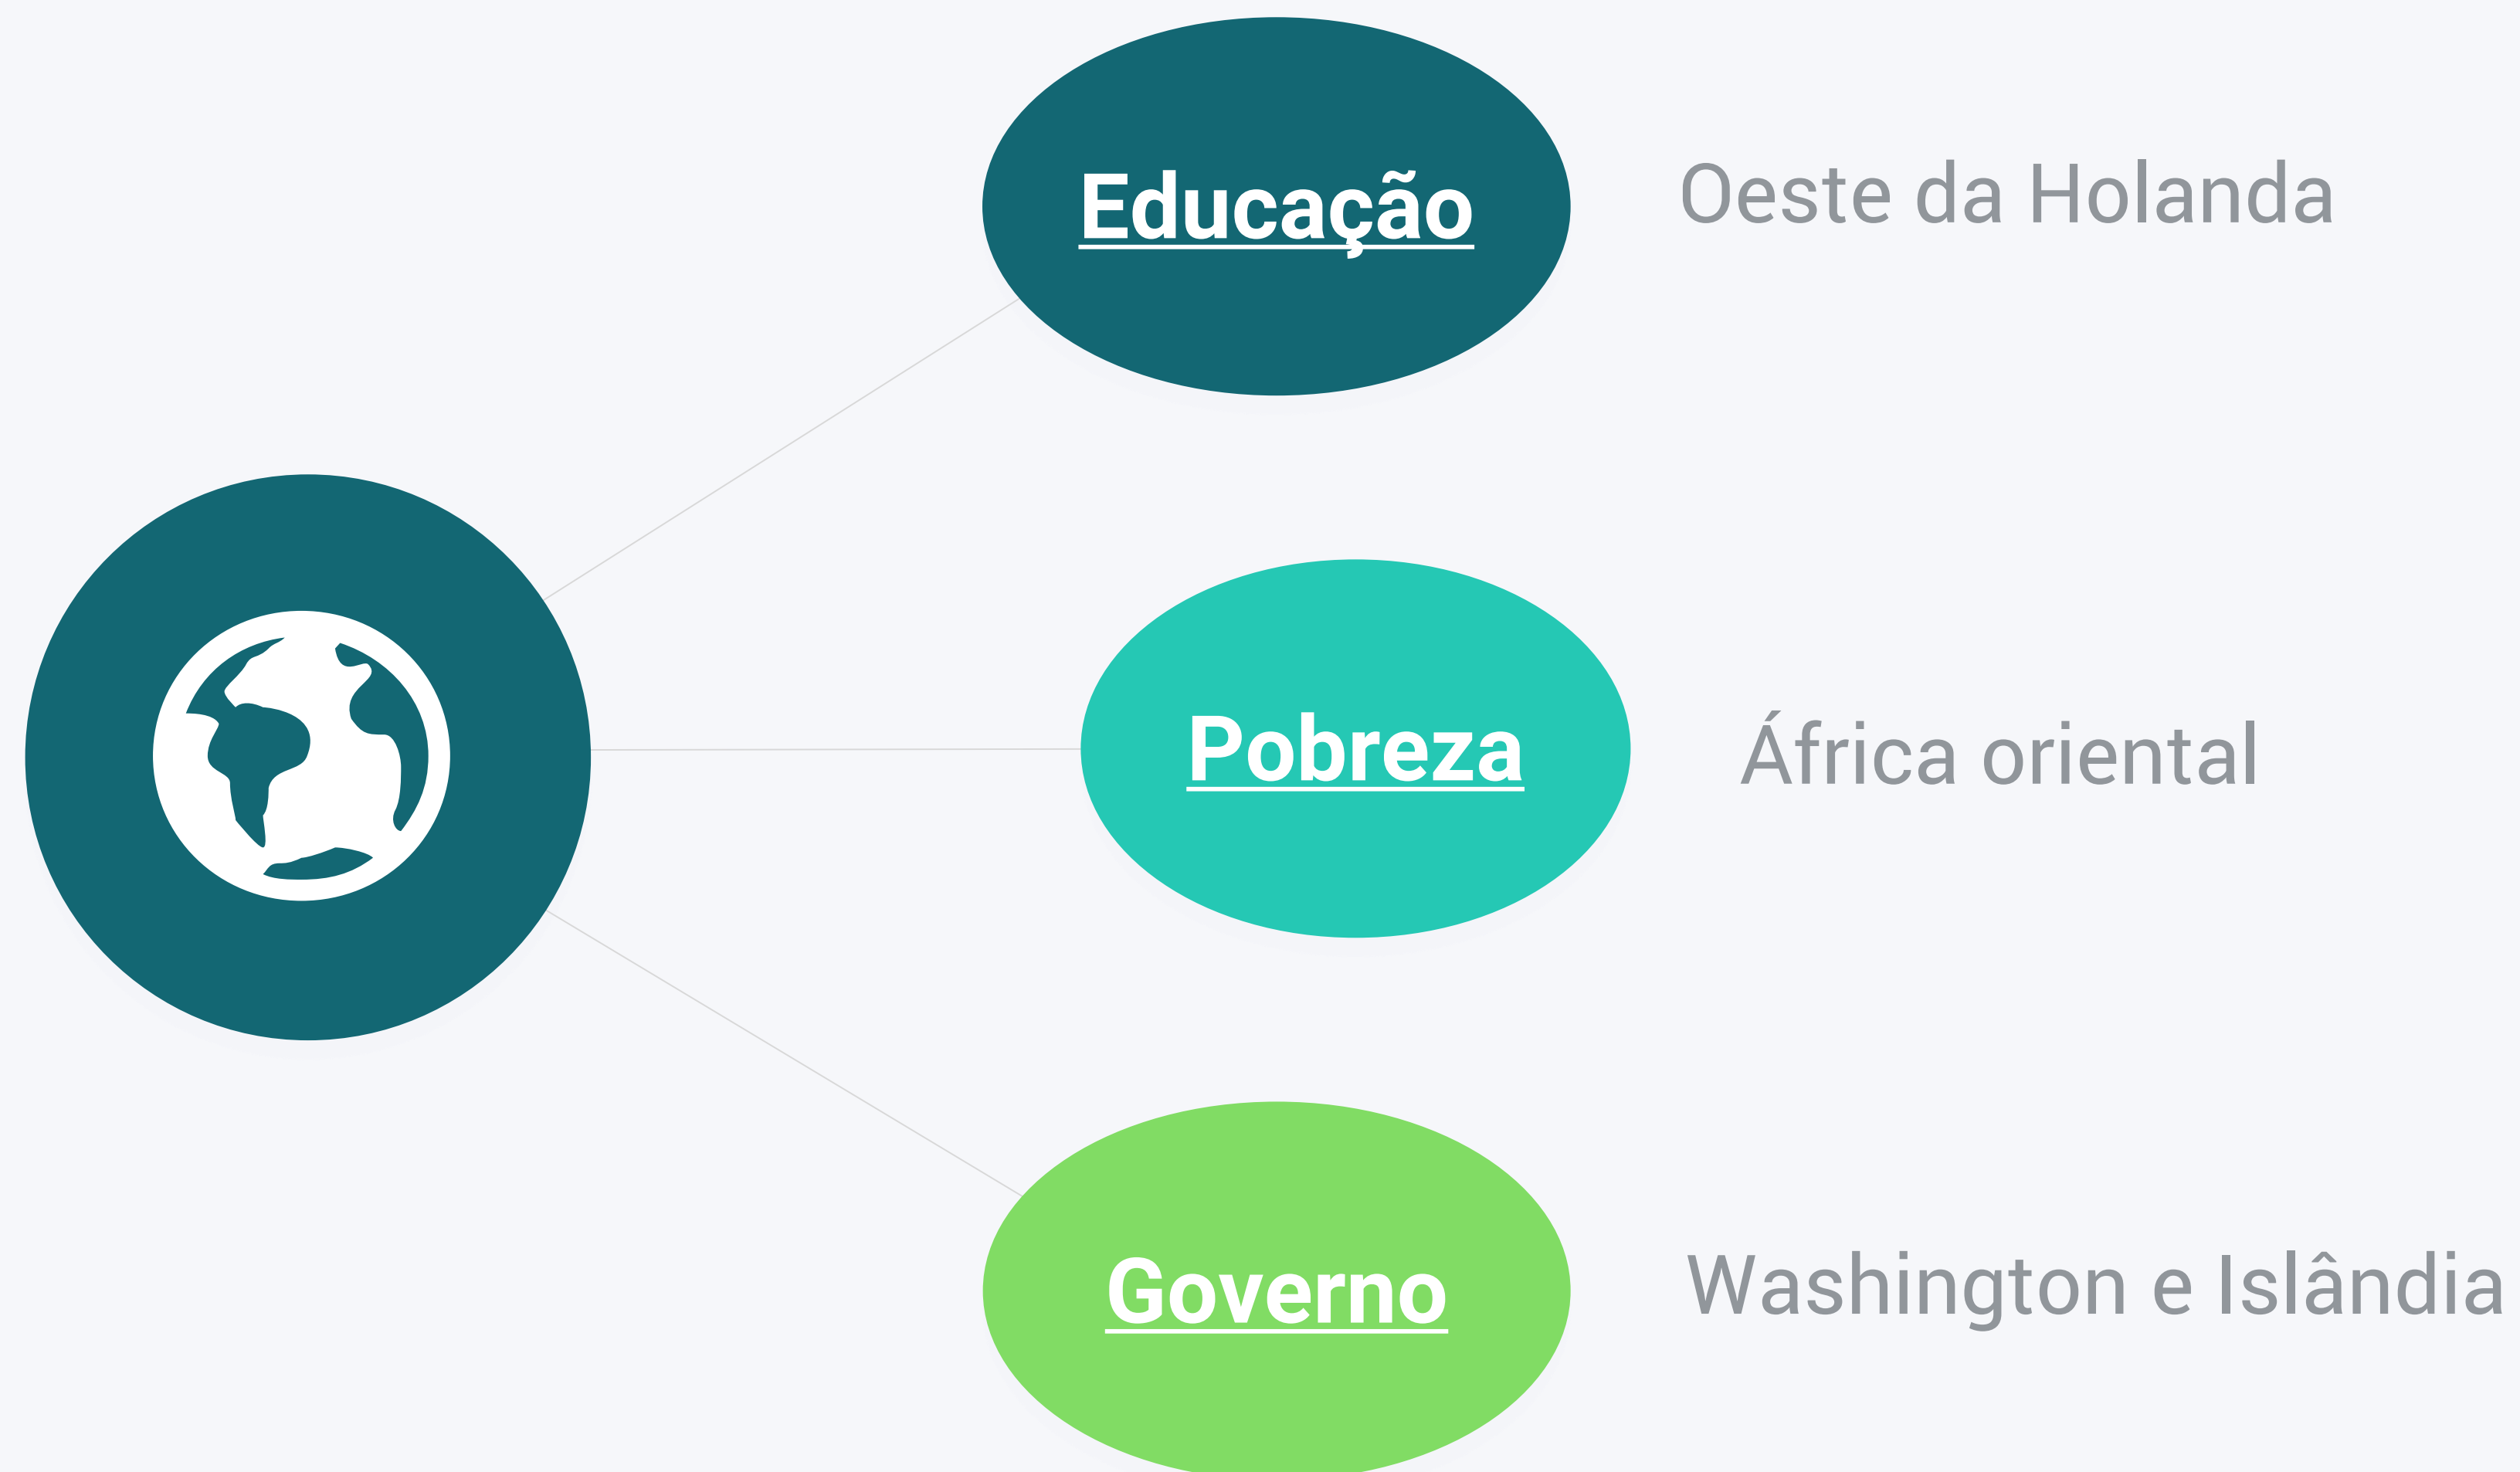 Educação
Oeste da Holanda
Pobreza
África oriental
Governo
Washington e Islândia